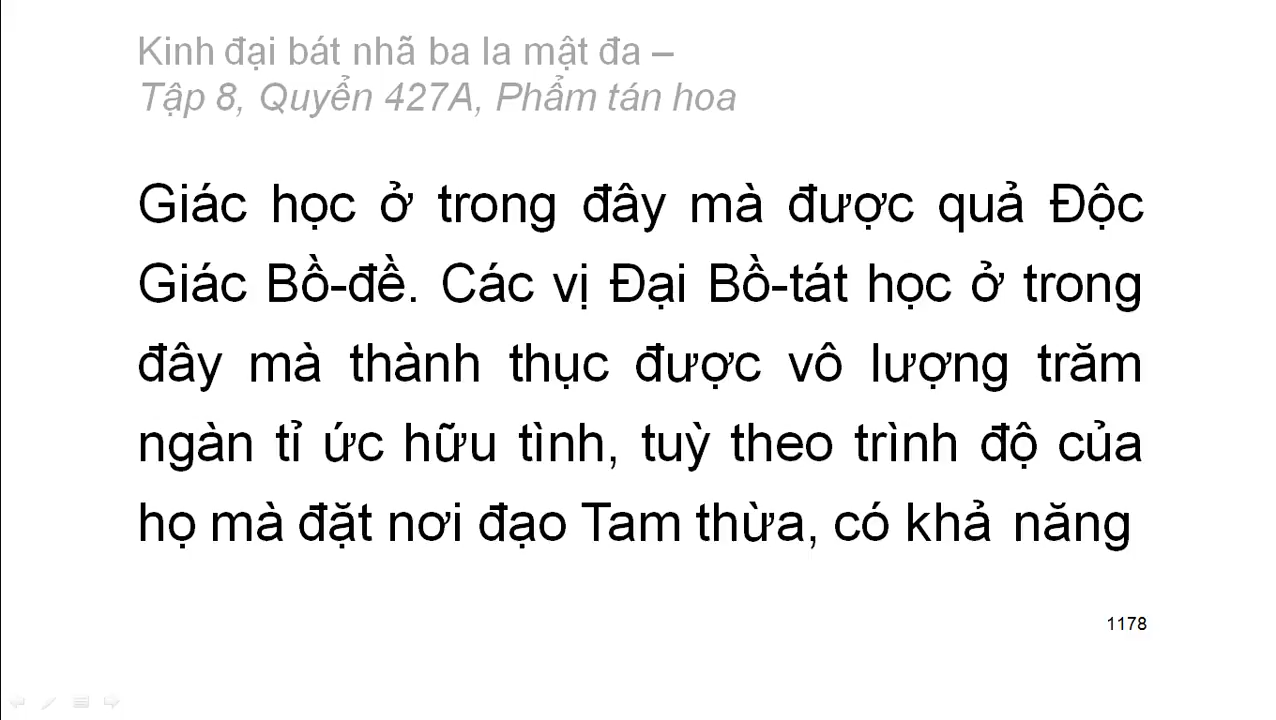 Kinh đại bát nhã ba la mật đa –
Tập 8, Quyển 427A, Phẩm tán hoa
Giác học ở trong đây mà được quả Độc
Giác Bồ-đề. Các vị Đại Bồ-tát học ở trong
đây mà thành thục được vô lượng trăm
ngàn tỉ ức hữu tình, tuỳ theo trình độ của
họ mà đặt nơi đạo Tam thừa, có khả năng
1178